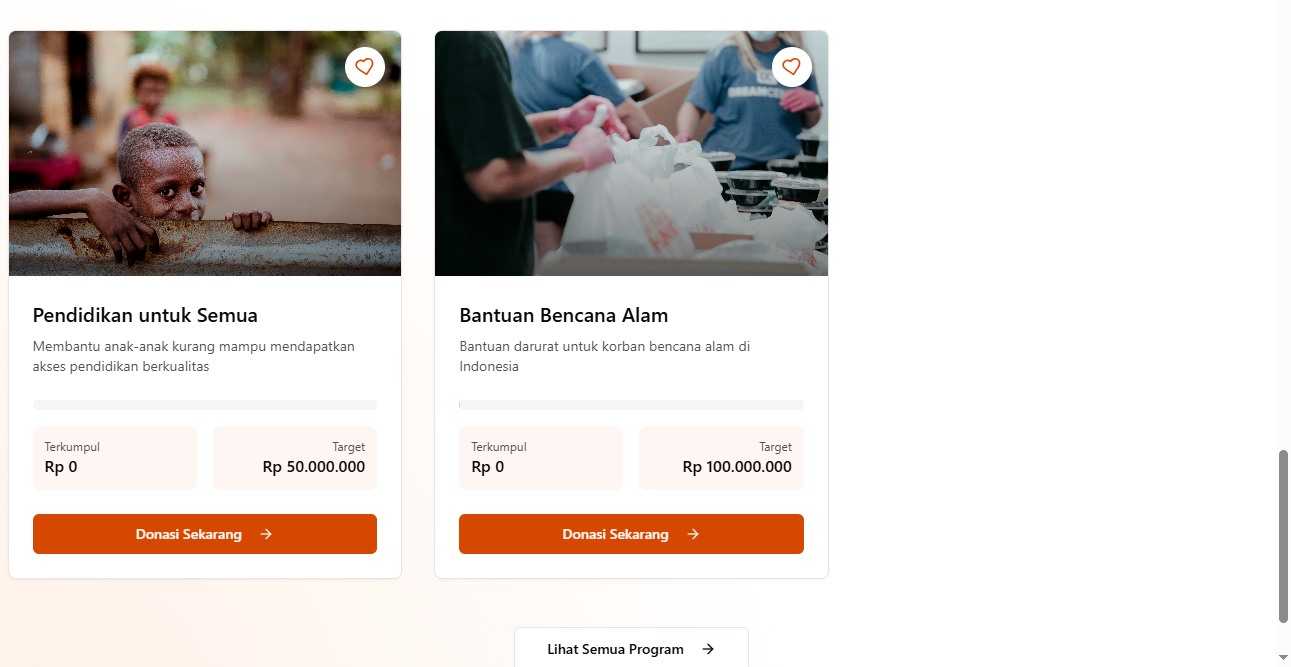 Pendidikan untuk Semua
Membantu anak-anak kurang mampu mendapatkan
akses pendidikan berkualitas
Terkumpul
Rp 0
Target
Rp 50.000.000
Donasi Sekarang
Bantuan Bencana Alam
Bantuan darurat untuk korban bencana alam di
Indonesia
Terkumpul
Rp 0
Target
Rp 100.000.000
Donasi Sekarang
Lihat Semua Program